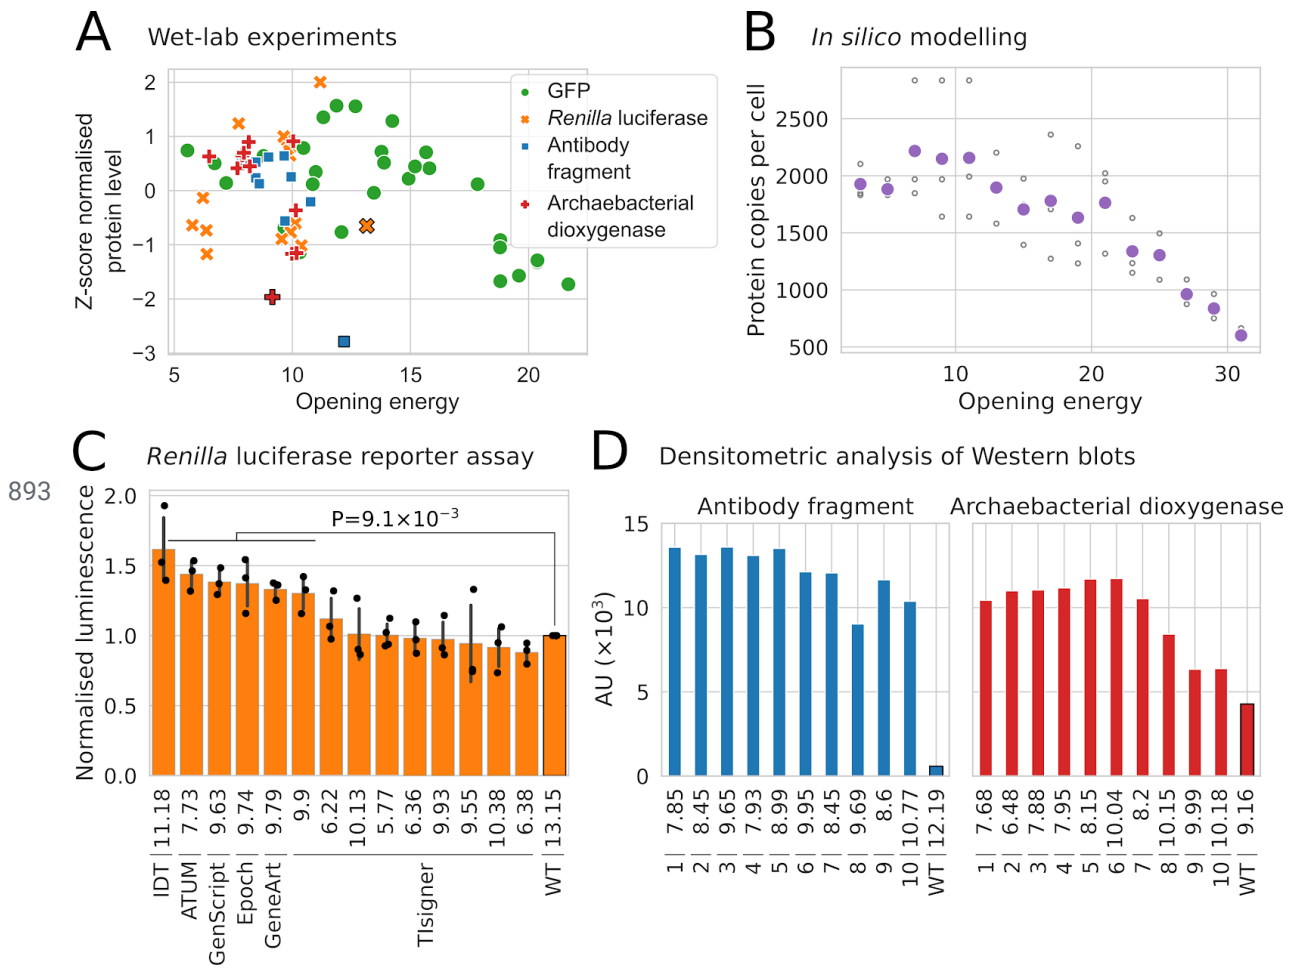 A
Wet-lab experiments
Z-score normalised
protein level
2
1
0
−1
−2
−3
5
10
15
20
Opening energy
GFP
Renilla luciferase
Antibody
fragment
Archaebacterial
dioxygenase
B
In silico modelling
Protein copies per cell
2500
2000
1500
1000
500
10
20
30
Opening energy
893
C
Renilla luciferase reporter assay
Normalised luminescence
2.0
1.5
1.0
0.5
0.0
P=9.1×10−3
11.18
7.73
9.63
9.74
9.79
9.9
6.22
10.13
5.77
6.36
9.93
9.55
10.38
6.38
13.15
IDT
ATUM
GenScript
Epoch
GeneArt
TIsigner
WT
D
Densitometric analysis of Western blots
Antibody fragment
AU (×103)
15
10
5
0
7.85
8.45
9.65
7.93
8.99
9.95
8.45
9.69
8.6
10.77
12.19
1
2
3
4
5
6
7
8
9
10
WT
Archaebacterial dioxygenase
7.68
6.48
7.88
7.95
8.15
10.04
8.2
10.15
9.99
10.18
9.16
1
2
3
4
5
6
7
8
9
10
WT